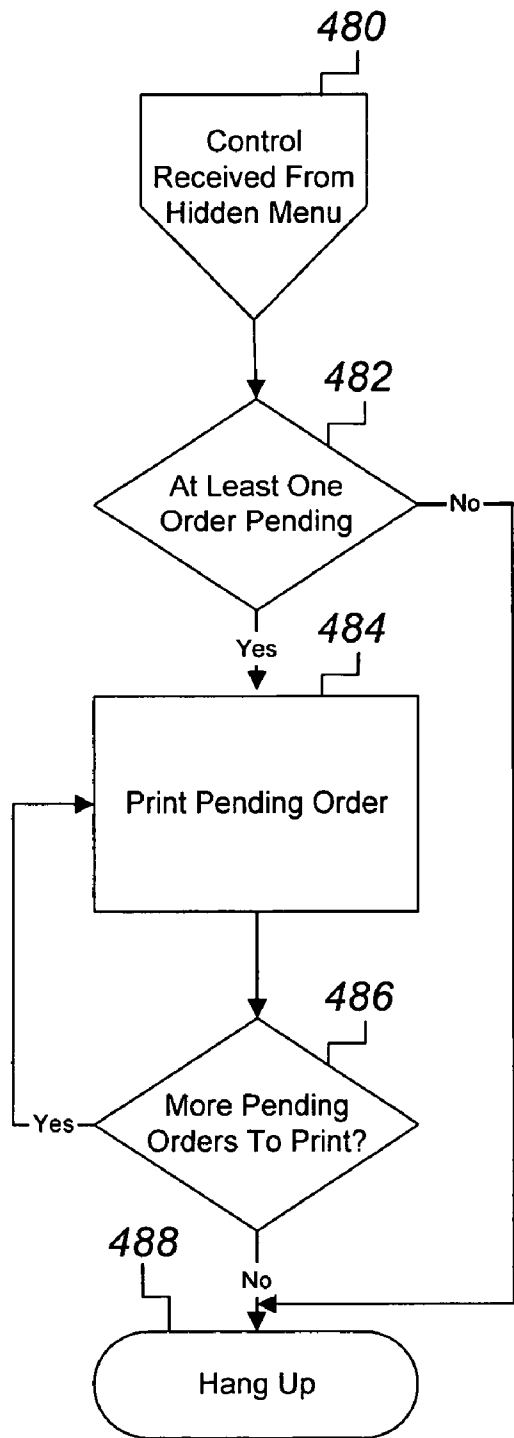 480
Control
Received From
Hidden Menu
482
At Least One
Order Pending
No
Yes
484
Print Pending Order
486
More Pending
Orders To Print?
Yes
488
No
Hang Up